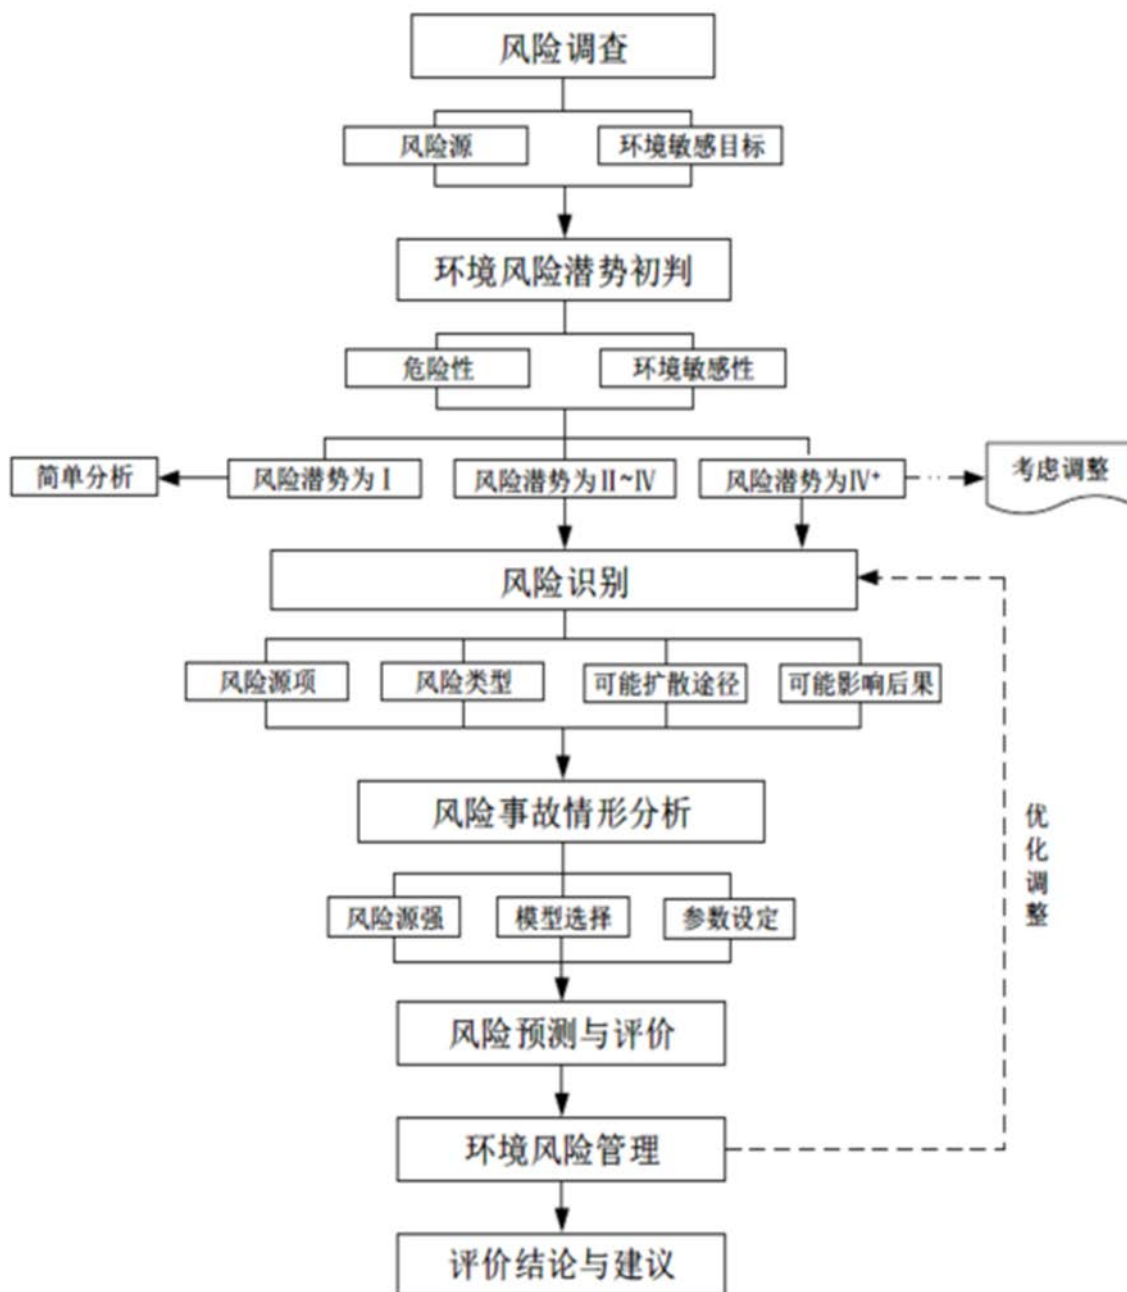 风险调查
风险源
环境敏感目标
环境风险潜势初判
危险性
环境敏感性
简单分析
风险潜势为Ⅰ
风险潜势为Ⅱ~Ⅳ
风险潜势为Ⅳ⁺
考虑调整
风险识别
风险源项
风险类型
可能扩散途径
可能影响后果
风险事故情形分析
优化调整
风险源强
模型选择
参数设定
风险预测与评价
环境风险管理
评价结论与建议